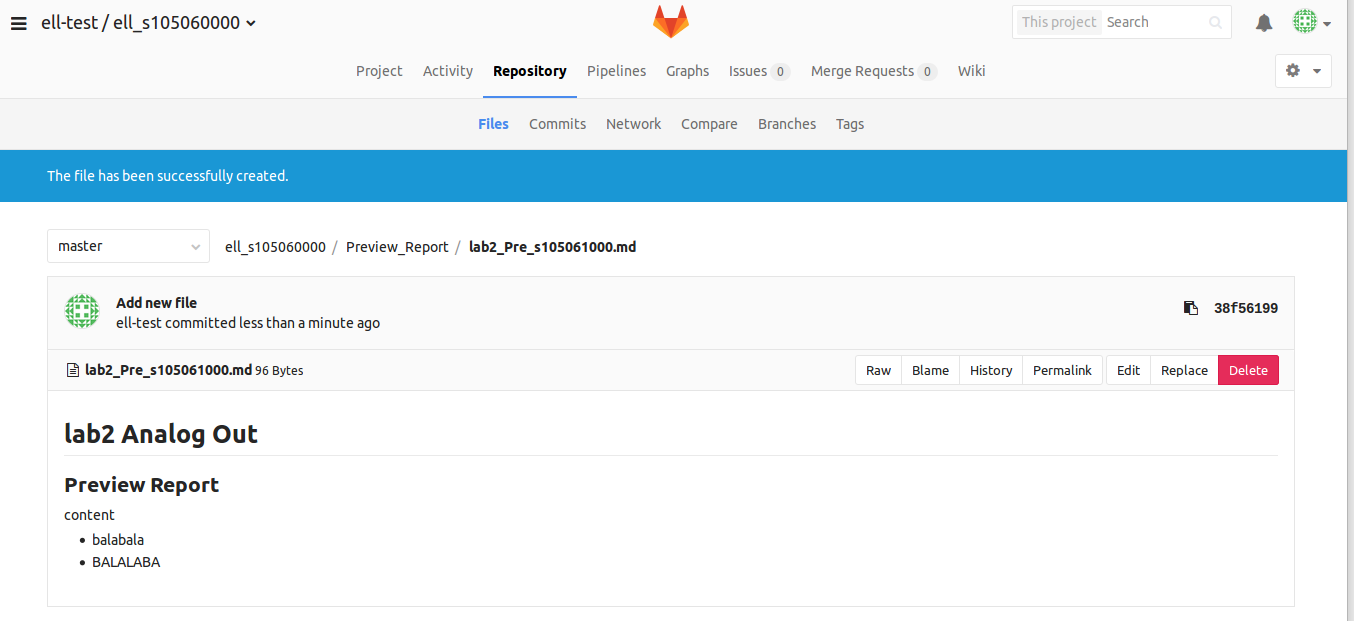 ell-test / ell_s105060000
This project Search
Project Activity Repository Pipelines Graphs Issues 0 Merge Requests 0 Wiki
Files Commits Network Compare Branches Tags
The file has been successfully created.
master ell_s105060000 / Preview_Report / lab2_Pre_s105061000.md
Add new file
ell-test committed less than a minute ago
38f56199
lab2_Pre_s105061000.md 96 Bytes
Raw Blame History Permalink Edit Replace Delete
lab2 Analog Out
Preview Report
content
• balabala
• BALALABA